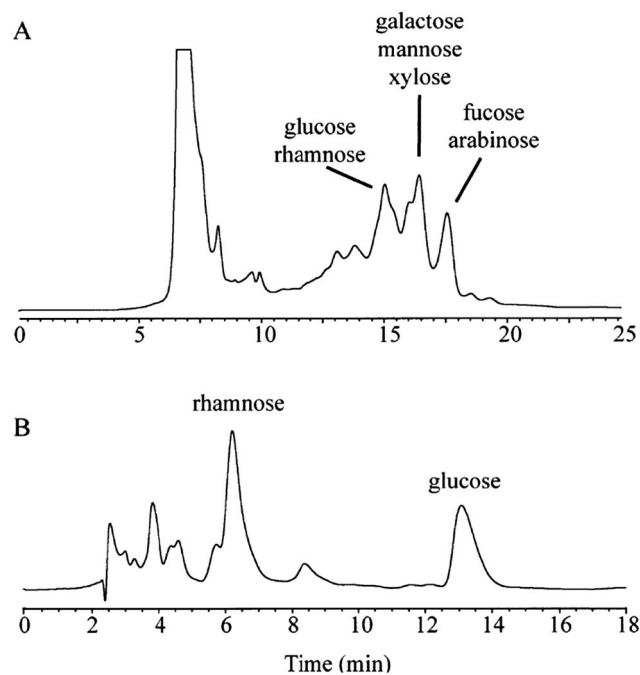 A
galactose
mannose
xylose
glucose
rhamnose
fucose
arabinose
0 5 10 15 20 25
B
rhamnose
glucose
0 2 4 6 8 10 12 14 16 18
Time (min)